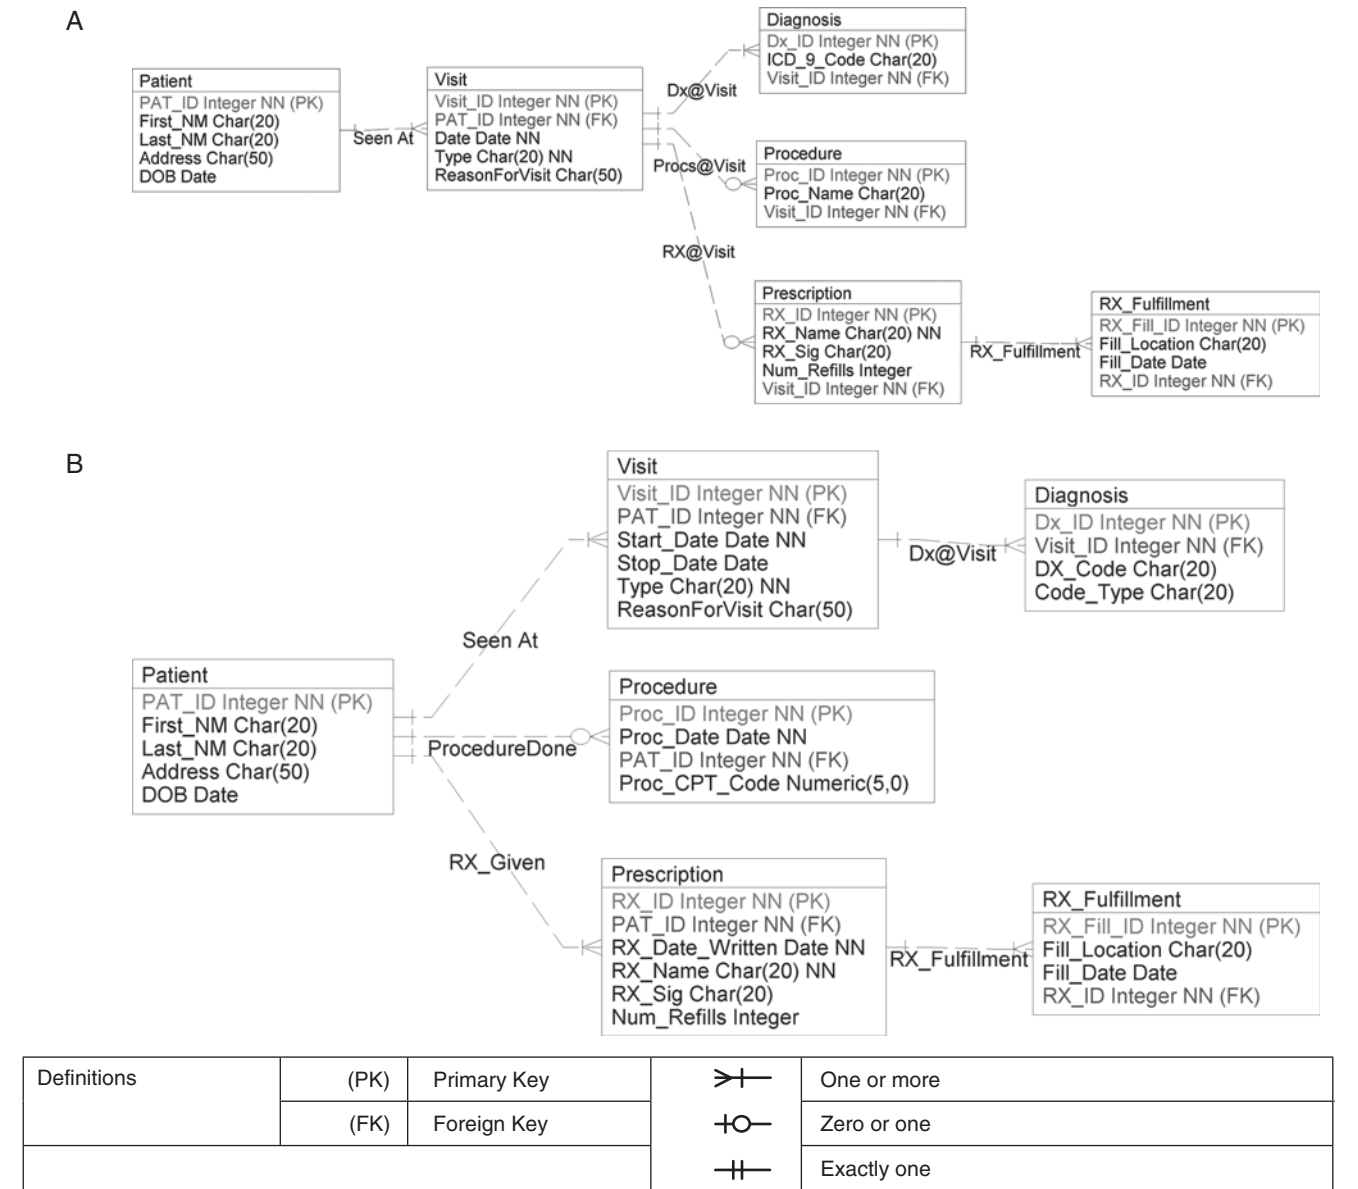 A
Patient
PAT_ID Integer NN (PK)
First_NM Char(20)
Last_NM Char(20)
Address Char(50)
DOB Date
Seen At
Visit
Visit_ID Integer NN (PK)
PAT_ID Integer NN (FK)
Date Date NN
Type Char(20) NN
ReasonForVisit Char(50)
Dx@Visit
Procs@Visit
RX@Visit
Diagnosis
Dx_ID Integer NN (PK)
ICD_9_Code Char(20)
Visit_ID Integer NN (FK)
Procedure
Proc_ID Integer NN (PK)
Proc_Name Char(20)
Visit_ID Integer NN (FK)
Prescription
RX_ID Integer NN (PK)
RX_Name Char(20) NN
RX_Sig Char(20)
Num_Refills Integer
Visit_ID Integer NN (FK)
RX_Fulfillment
RX_Fulfillment
RX_Fill_ID Integer NN (PK)
Fill_Location Char(20)
Fill_Date Date
RX_ID Integer NN (FK)
B
Patient
PAT_ID Integer NN (PK)
First_NM Char(20)
Last_NM Char(20)
Address Char(50)
DOB Date
Seen At
ProcedureDone
RX_Given
Visit
Visit_ID Integer NN (PK)
PAT_ID Integer NN (FK)
Start_Date Date NN
Stop_Date Date
Type Char(20) NN
ReasonForVisit Char(50)
Dx@Visit
Diagnosis
Dx_ID Integer NN (PK)
Visit_ID Integer NN (FK)
DX_Code Char(20)
Code_Type Char(20)
Procedure
Proc_ID Integer NN (PK)
Proc_Date Date NN
PAT_ID Integer NN (FK)
Proc_CPT_Code Numeric(5,0)
Prescription
RX_ID Integer NN (PK)
PAT_ID Integer NN (FK)
RX_Date_Written Date NN
RX_Name Char(20) NN
RX_Sig Char(20)
Num_Refills Integer
RX_Fulfillment
RX_Fulfillment
RX_Fill_ID Integer NN (PK)
Fill_Location Char(20)
Fill_Date Date
RX_ID Integer NN (FK)
Definitions (PK) Primary Key One or more
(FK) Foreign Key Zero or one
Exactly one